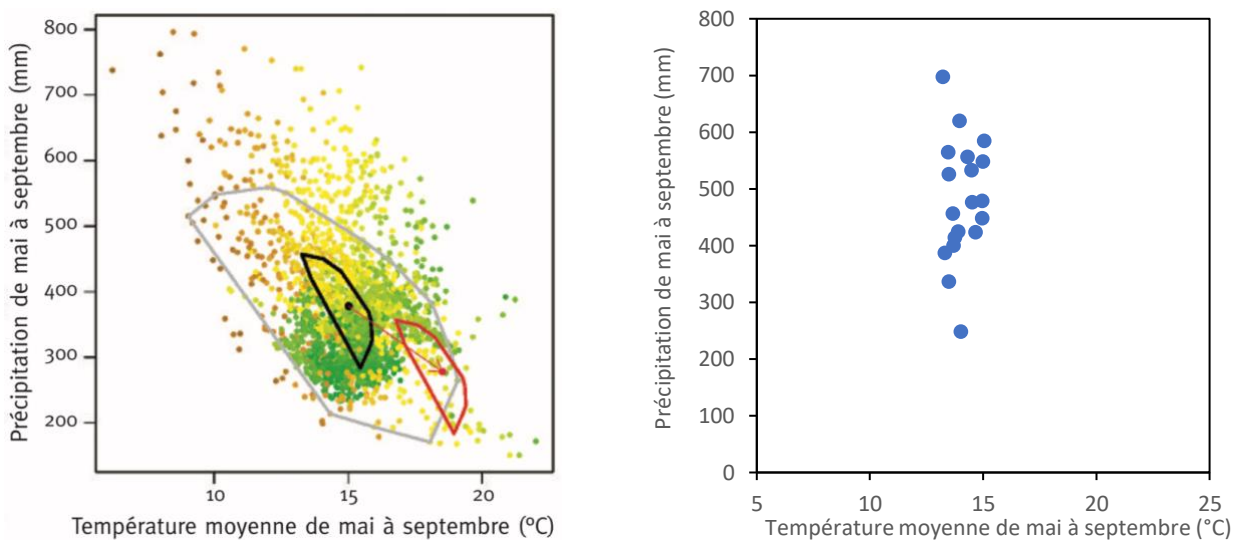 800
700
600
500
400
300
200
Précipitation de mai à septembre (mm)
10 15 20
Température moyenne de mai à septembre (ºC)
800
700
600
500
400
300
200
100
0
Précipitation de mai à septembre (mm)
5 10 15 20 25
Température moyenne de mai à septembre (°C)